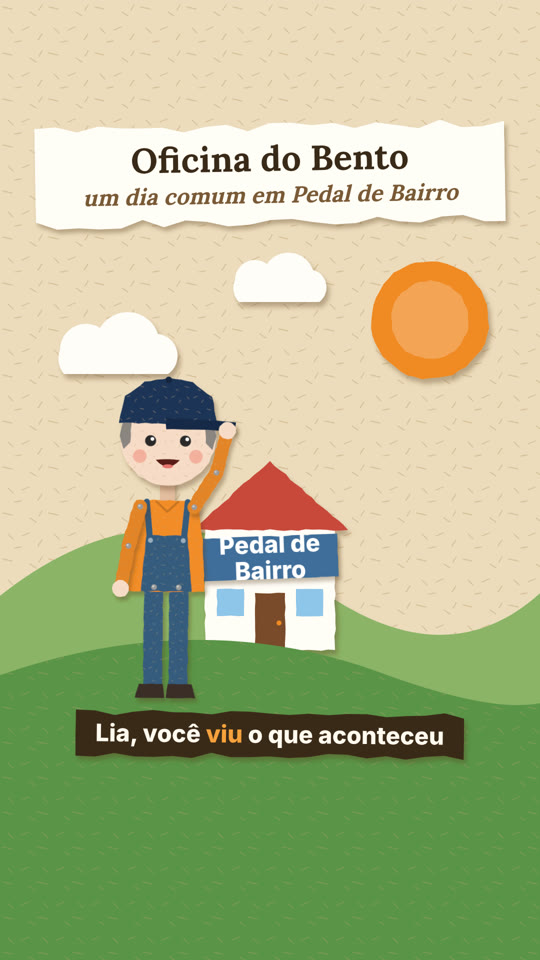 Oficina do Bento
um dia comum em Pedal de Bairro
Pedal de
Bairro
Lia, você viu o que aconteceu